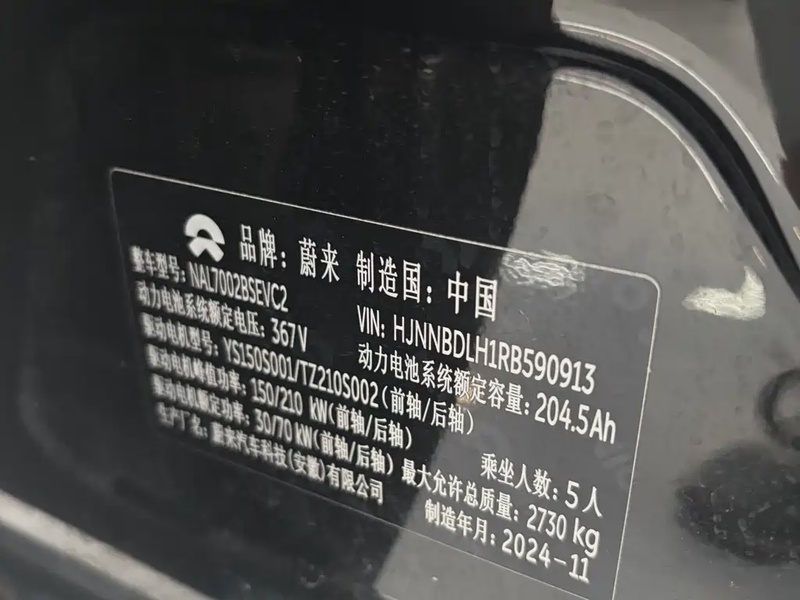 品牌：蔚来 制造国：中国
整车型号：NAL7002BSEVC2 VIN：HJNNBDLH1RB590913
动力电池系统额定电压：367V 动力电池系统额定容量：204.5Ah
驱动电机型号：YS150S001/TZ210S002(前轴/后轴)
驱动电机峰值功率：150/210 kW(前轴/后轴) 乘坐人数：5人
驱动电机额定功率：30/70 kW(前轴/后轴) 最大允许总质量：2730 kg
生产厂名：蔚来汽车科技(安徽)有限公司 制造年月：2024-11